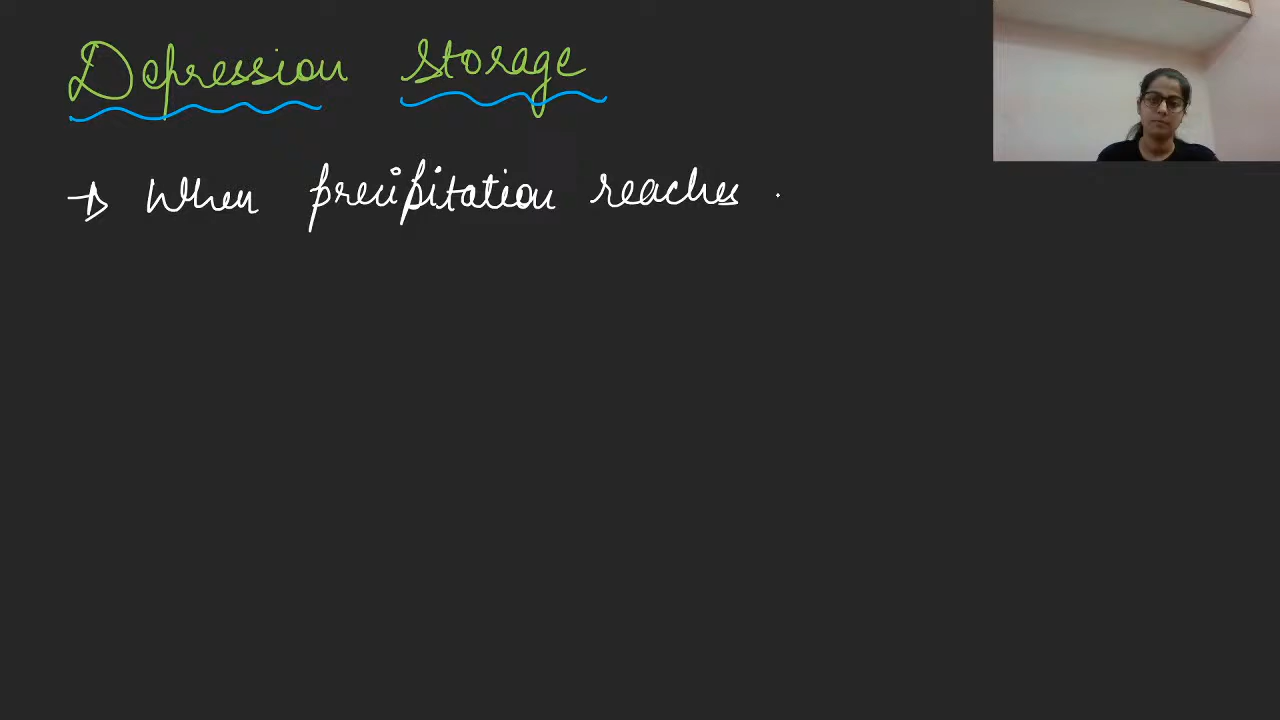 Depression Storage
→ When precipitation reaches